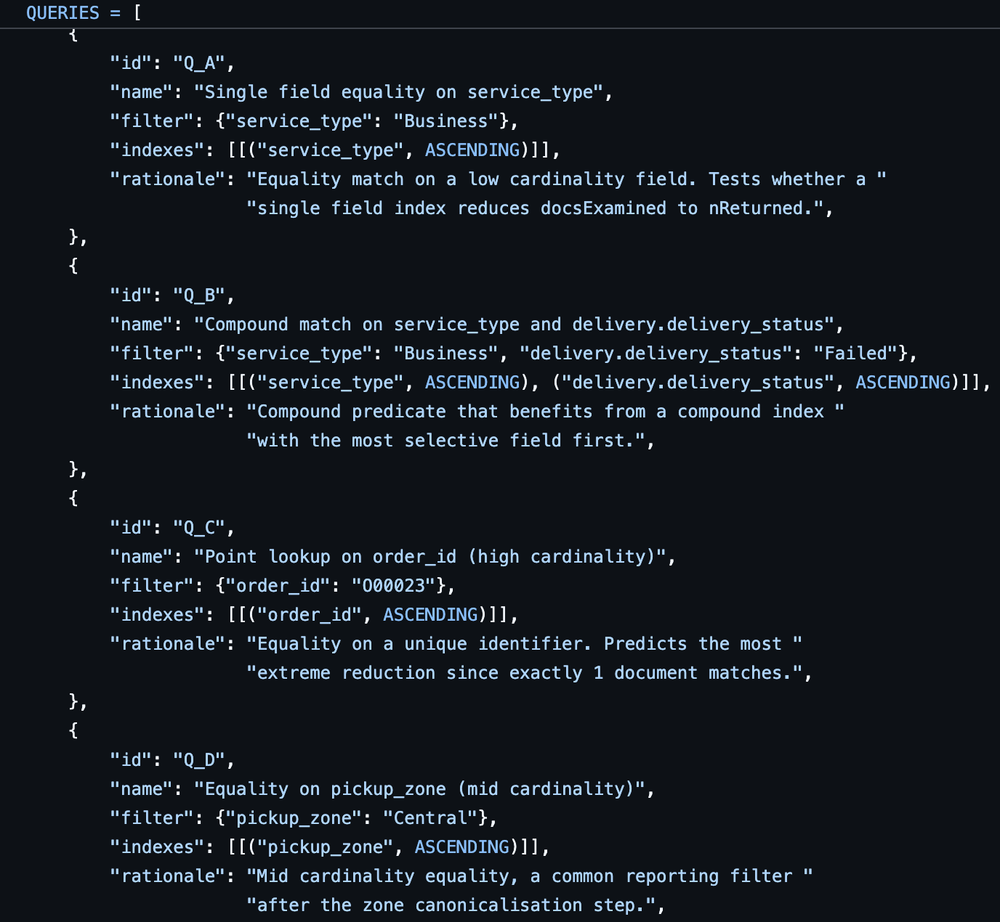 QUERIES = [
    {
        "id": "Q_A",
        "name": "Single field equality on service_type",
        "filter": {"service_type": "Business"},
        "indexes": [[("service_type", ASCENDING)]],
        "rationale": "Equality match on a low cardinality field. Tests whether a "
                     "single field index reduces docsExamined to nReturned.",
    },
    {
        "id": "Q_B",
        "name": "Compound match on service_type and delivery.delivery_status",
        "filter": {"service_type": "Business", "delivery.delivery_status": "Failed"},
        "indexes": [[("service_type", ASCENDING), ("delivery.delivery_status", ASCENDING)]],
        "rationale": "Compound predicate that benefits from a compound index "
                     "with the most selective field first.",
    },
    {
        "id": "Q_C",
        "name": "Point lookup on order_id (high cardinality)",
        "filter": {"order_id": "O00023"},
        "indexes": [[("order_id", ASCENDING)]],
        "rationale": "Equality on a unique identifier. Predicts the most "
                     "extreme reduction since exactly 1 document matches.",
    },
    {
        "id": "Q_D",
        "name": "Equality on pickup_zone (mid cardinality)",
        "filter": {"pickup_zone": "Central"},
        "indexes": [[("pickup_zone", ASCENDING)]],
        "rationale": "Mid cardinality equality, a common reporting filter "
                     "after the zone canonicalisation step.",